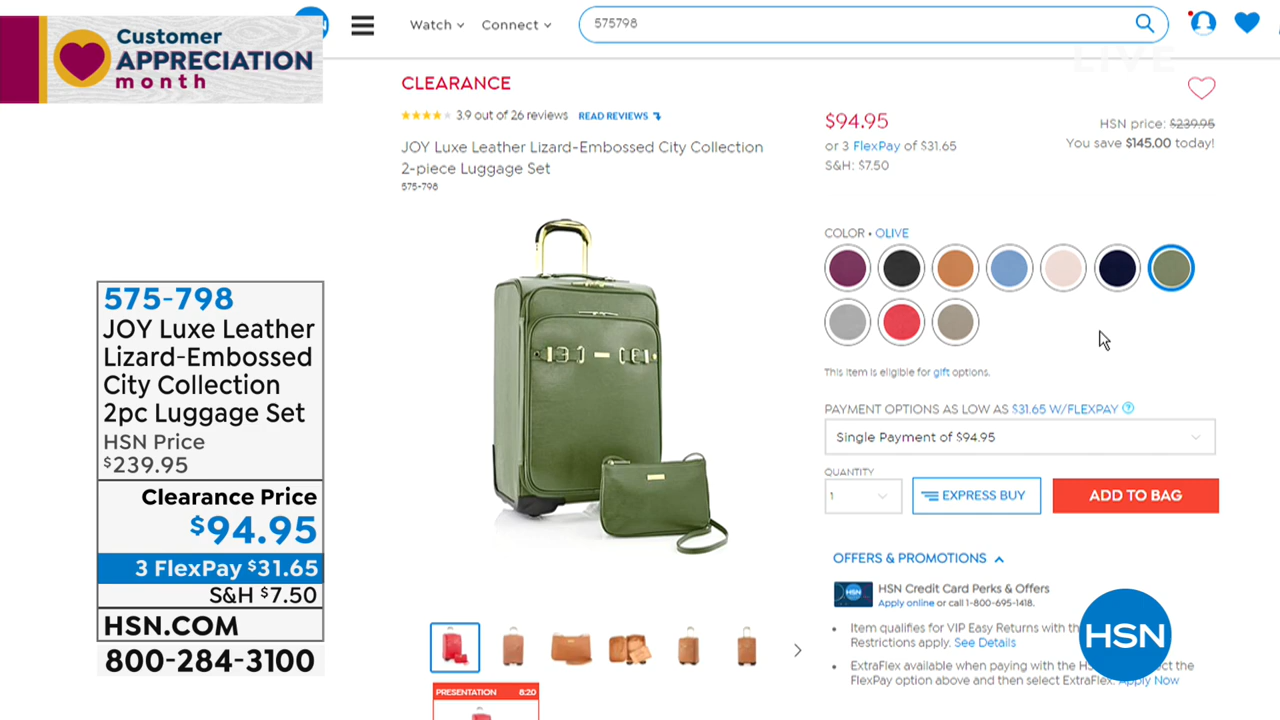 Customer
APPRECIATION
month
Watch
Connect
575798
LIVE
CLEARANCE
3.9 out of 26 reviews READ REVIEWS
JOY Luxe Leather Lizard-Embossed City Collection
2-piece Luggage Set
575-798
$94.95
or 3 FlexPay of $31.65
S&H: $7.50
HSN price: $239.95
You save $145.00 today!
COLOR • OLIVE
This item is eligible for gift options.
PAYMENT OPTIONS AS LOW AS $31.65 W/FLEXPAY ?
Single Payment of $94.95
QUANTITY
1
EXPRESS BUY
ADD TO BAG
OFFERS & PROMOTIONS
HSN
HSN Credit Card Perks & Offers
Apply online or call 1-800-695-1418.
• Item qualifies for VIP Easy Returns with th
Restrictions apply. See Details
• ExtraFlex available when paying with the HS ct the
FlexPay option above and then select ExtraFlex. Apply Now
HSN
575-798
JOY Luxe Leather
Lizard-Embossed
City Collection
2pc Luggage Set
HSN Price
$239.95
Clearance Price
$94.95
3 FlexPay $31.65
S&H $7.50
HSN.COM
800-284-3100
PRESENTATION 8:20